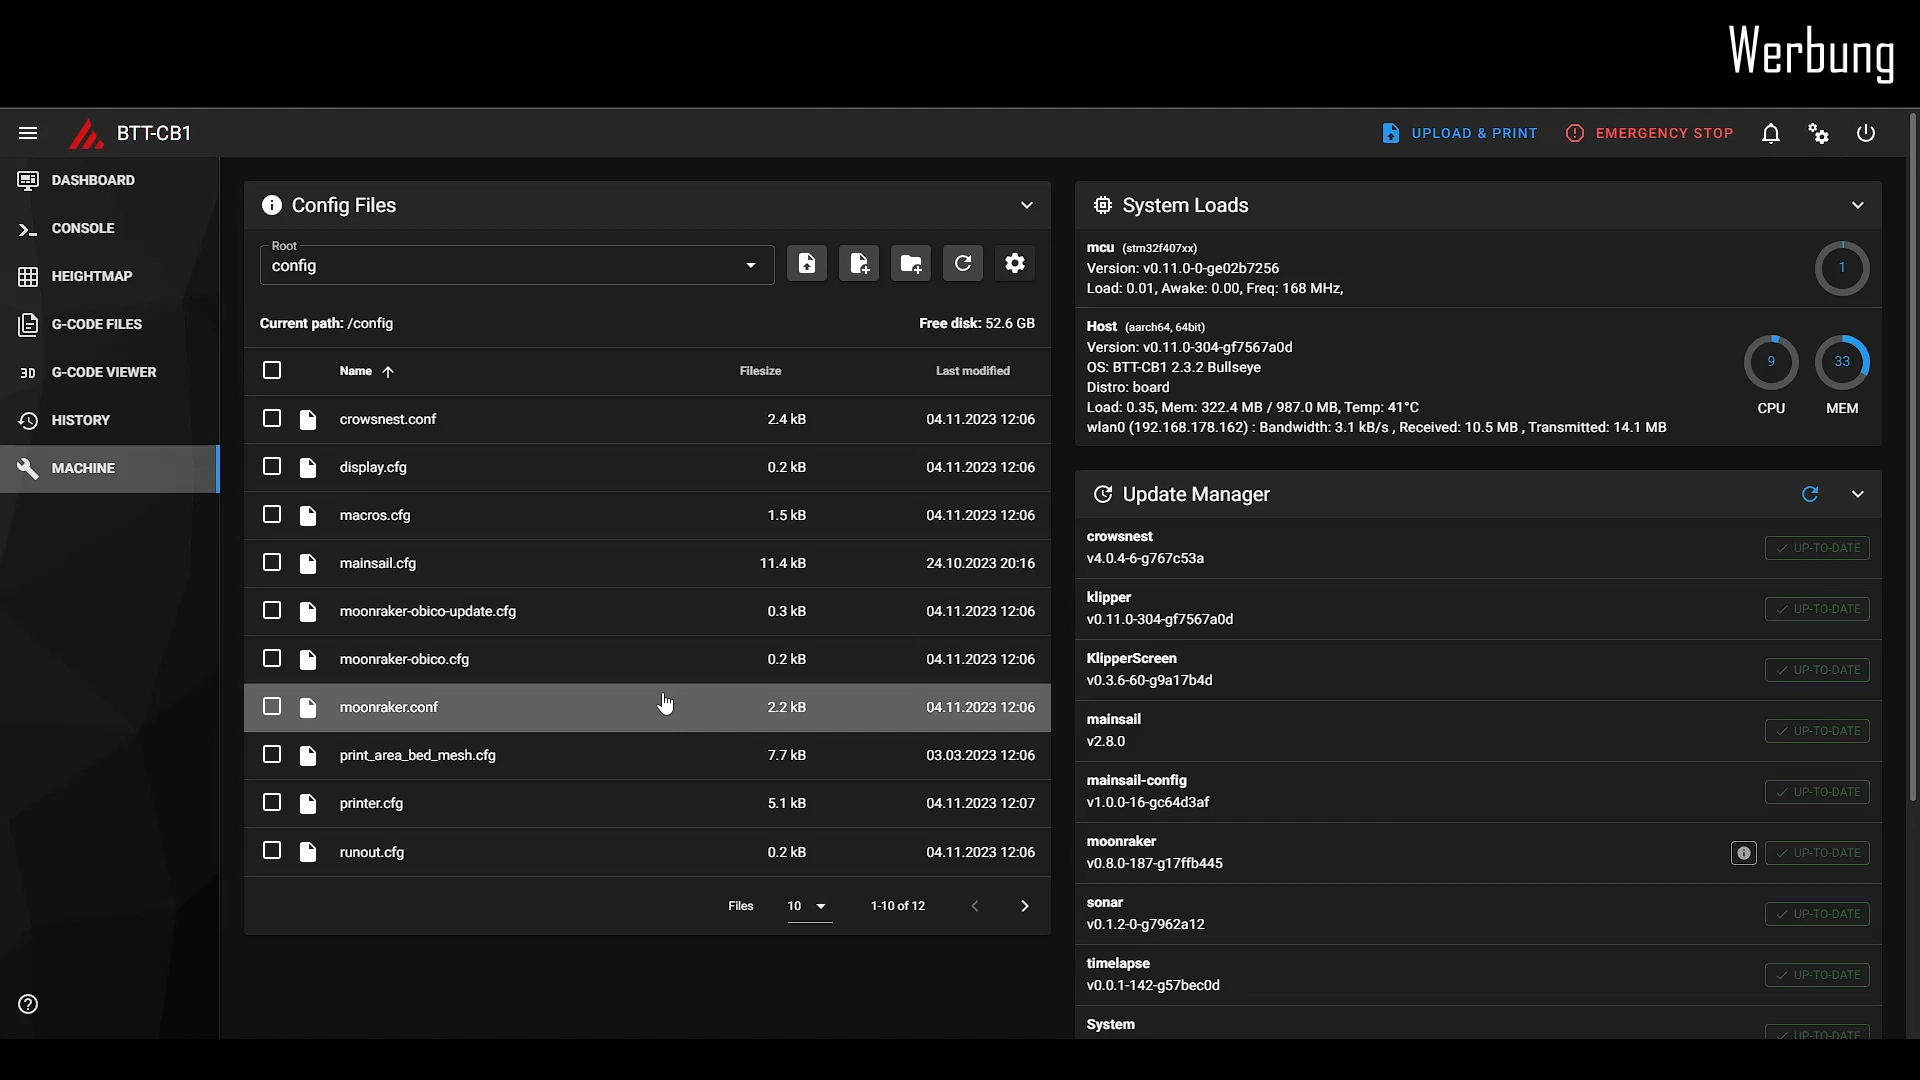 Werbung
BTT-CB1
UPLOAD & PRINT
EMERGENCY STOP
DASHBOARD
CONSOLE
HEIGHTMAP
G-CODE FILES
3D G-CODE VIEWER
HISTORY
MACHINE
Config Files
Root
config
Current path: /config
Free disk: 52.6 GB
Name Filesize Last modified
crowsnest.conf 2.4 kB 04.11.2023 12:06
display.cfg 0.2 kB 04.11.2023 12:06
macros.cfg 1.5 kB 04.11.2023 12:06
mainsail.cfg 11.4 kB 24.10.2023 20:16
moonraker-obico-update.cfg 0.3 kB 04.11.2023 12:06
moonraker-obico.cfg 0.2 kB 04.11.2023 12:06
moonraker.conf 2.2 kB 04.11.2023 12:06
print_area_bed_mesh.cfg 7.7 kB 03.03.2023 12:06
printer.cfg 5.1 kB 04.11.2023 12:07
runout.cfg 0.2 kB 04.11.2023 12:06
Files 10 1-10 of 12
System Loads
mcu (stm32f407xx)
Version: v0.11.0-0-ge02b7256
Load: 0.01, Awake: 0.00, Freq: 168 MHz,
1
Host (aarch64, 64bit)
Version: v0.11.0-304-gf7567a0d
OS: BTT-CB1 2.3.2 Bullseye
Distro: board
Load: 0.35, Mem: 322.4 MB / 987.0 MB, Temp: 41°C
wlan0 (192.168.178.162) : Bandwidth: 3.1 kB/s , Received: 10.5 MB , Transmitted: 14.1 MB
9 33
CPU MEM
Update Manager
crowsnest
v4.0.4-6-g767c53a
UP-TO-DATE
klipper
v0.11.0-304-gf7567a0d
UP-TO-DATE
KlipperScreen
v0.3.6-60-g9a17b4d
UP-TO-DATE
mainsail
v2.8.0
UP-TO-DATE
mainsail-config
v1.0.0-16-gc64d3af
UP-TO-DATE
moonraker
v0.8.0-187-g17ffb445
UP-TO-DATE
sonar
v0.1.2-0-g7962a12
UP-TO-DATE
timelapse
v0.0.1-142-g57bec0d
UP-TO-DATE
System
UP-TO-DATE